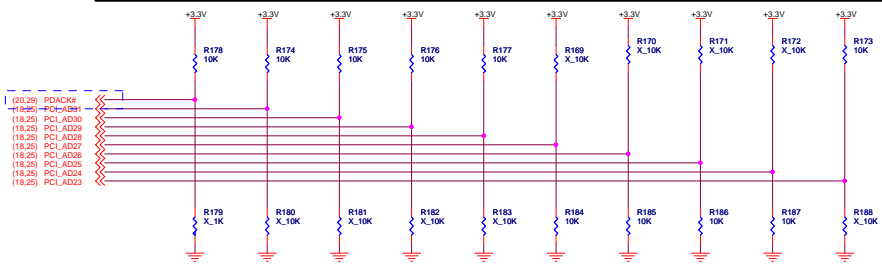 +3.3V +3.3V +3.3V +3.3V +3.3V +3.3V +3.3V +3.3V +3.3V +3.3V
R178 R174 R175 R176 R177 R169 R170 R171 R172 R173
10K 10K 10K 10K 10K X_10K X_10K X_10K X_10K 10K
(20,29) PDACK#
(18,25) PCI_AD31
(18,25) PCI_AD30
(18,25) PCI_AD29
(18,25) PCI_AD28
(18,25) PCI_AD27
(18,25) PCI_AD26
(18,25) PCI_AD25
(18,25) PCI_AD24
(18,25) PCI_AD23
R179 R180 R181 R182 R183 R184 R185 R186 R187 R188
X_1K X_10K X_10K X_10K X_10K 10K 10K 10K 10K X_10K